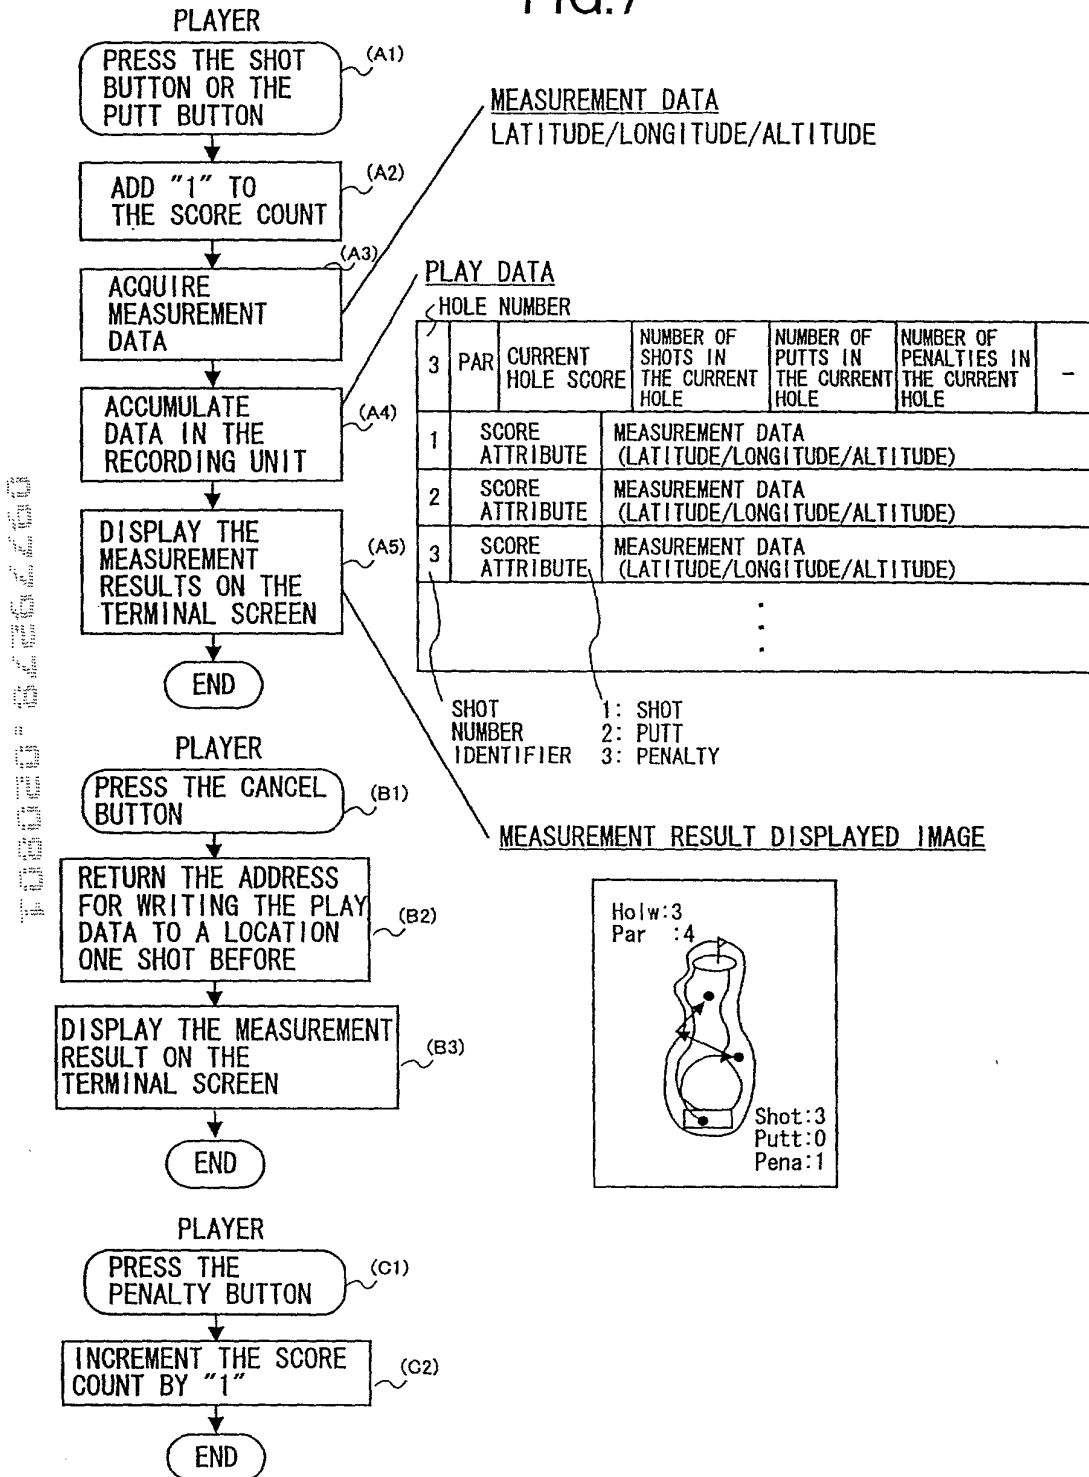 FIG.7
PLAYER
PRESS THE SHOT
BUTTON OR THE
PUTT BUTTON
(A1)
ADD "1" TO
THE SCORE COUNT
(A2)
ACQUIRE
MEASUREMENT
DATA
(A3)
ACCUMULATE
DATA IN THE
RECORDING UNIT
(A4)
DISPLAY THE
MEASUREMENT
RESULTS ON THE
TERMINAL SCREEN
(A5)
END
MEASUREMENT DATA
LATITUDE/LONGITUDE/ALTITUDE
PLAY DATA
HOLE NUMBER
3
PAR
CURRENT
HOLE SCORE
NUMBER OF
SHOTS IN
THE CURRENT
HOLE
NUMBER OF
PUTTS IN
THE CURRENT
HOLE
NUMBER OF
PENALTIES IN
THE CURRENT
HOLE
-
1
SCORE
ATTRIBUTE
MEASUREMENT DATA
(LATITUDE/LONGITUDE/ALTITUDE)
2
SCORE
ATTRIBUTE
MEASUREMENT DATA
(LATITUDE/LONGITUDE/ALTITUDE)
3
SCORE
ATTRIBUTE
MEASUREMENT DATA
(LATITUDE/LONGITUDE/ALTITUDE)
SHOT
NUMBER
IDENTIFIER
1: SHOT
2: PUTT
3: PENALTY
PLAYER
PRESS THE CANCEL
BUTTON
(B1)
RETURN THE ADDRESS
FOR WRITING THE PLAY
DATA TO A LOCATION
ONE SHOT BEFORE
(B2)
DISPLAY THE MEASUREMENT
RESULT ON THE
TERMINAL SCREEN
(B3)
END
MEASUREMENT RESULT DISPLAYED IMAGE
Holw:3
Par :4
Shot:3
Putt:0
Pena:1
PLAYER
PRESS THE
PENALTY BUTTON
(C1)
INCREMENT THE SCORE
COUNT BY "1"
(C2)
END